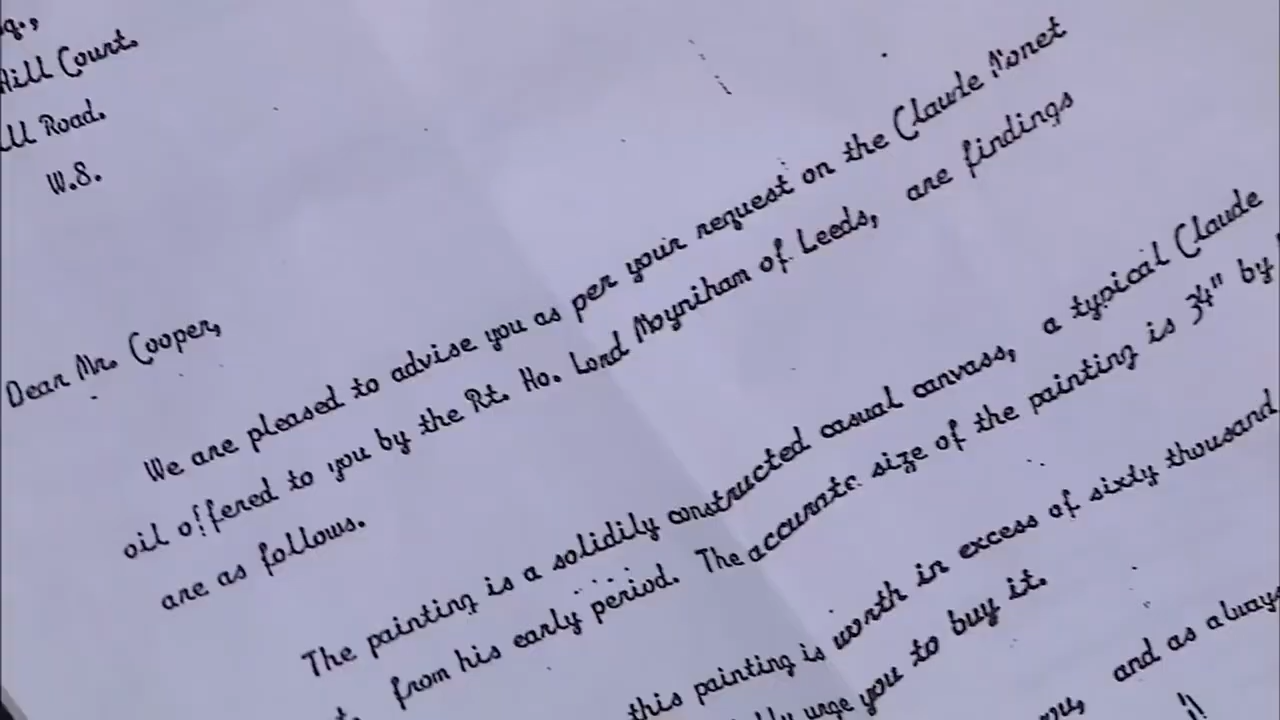 Hill Court.
Road.
W.8.
Dear Mr. Cooper,
We are pleased to advise you as per your request on the Claude Monet
oil offered to you by the Rt. Ho. Lord Moyniham of Leeds, are findings
are as follows.
The painting is a solidily constructed casual canvass, a typical Claude
from his early period. The accurate size of the painting is 34" by
this painting is worth in excess of sixty thousand
urge you to buy it.
and as always